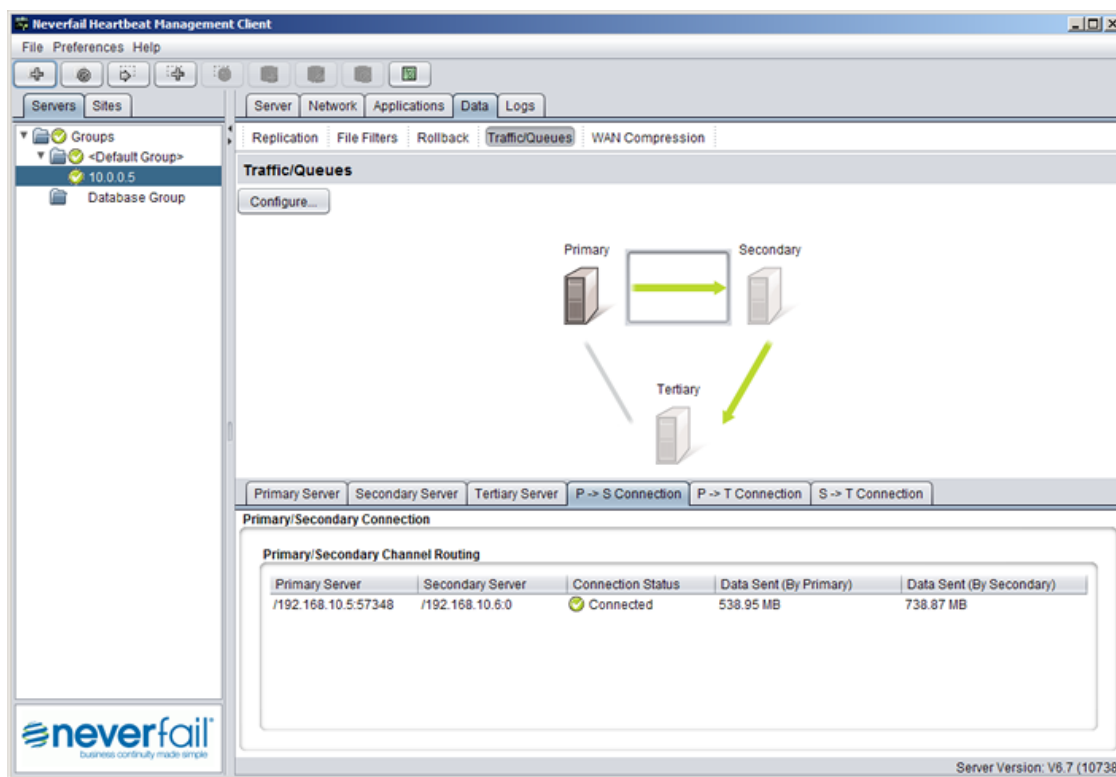 Neverfail Heartbeat Management Client
File Preferences Help
Servers Sites
Groups
<Default Group>
10.0.0.5
Database Group
Server Network Applications Data Logs
Replication File Filters Rollback Traffic/Queues WAN Compression
Traffic/Queues
Configure...
Primary Secondary
Tertiary
Primary Server Secondary Server Tertiary Server P -> S Connection P -> T Connection S -> T Connection
Primary/Secondary Connection
Primary/Secondary Channel Routing
Primary Server Secondary Server Connection Status Data Sent (By Primary) Data Sent (By Secondary)
/192.168.10.5:57348 /192.168.10.6:0 Connected 538.95 MB 738.87 MB
neverfail
business continuity made simple
Server Version: V6.7 (10738